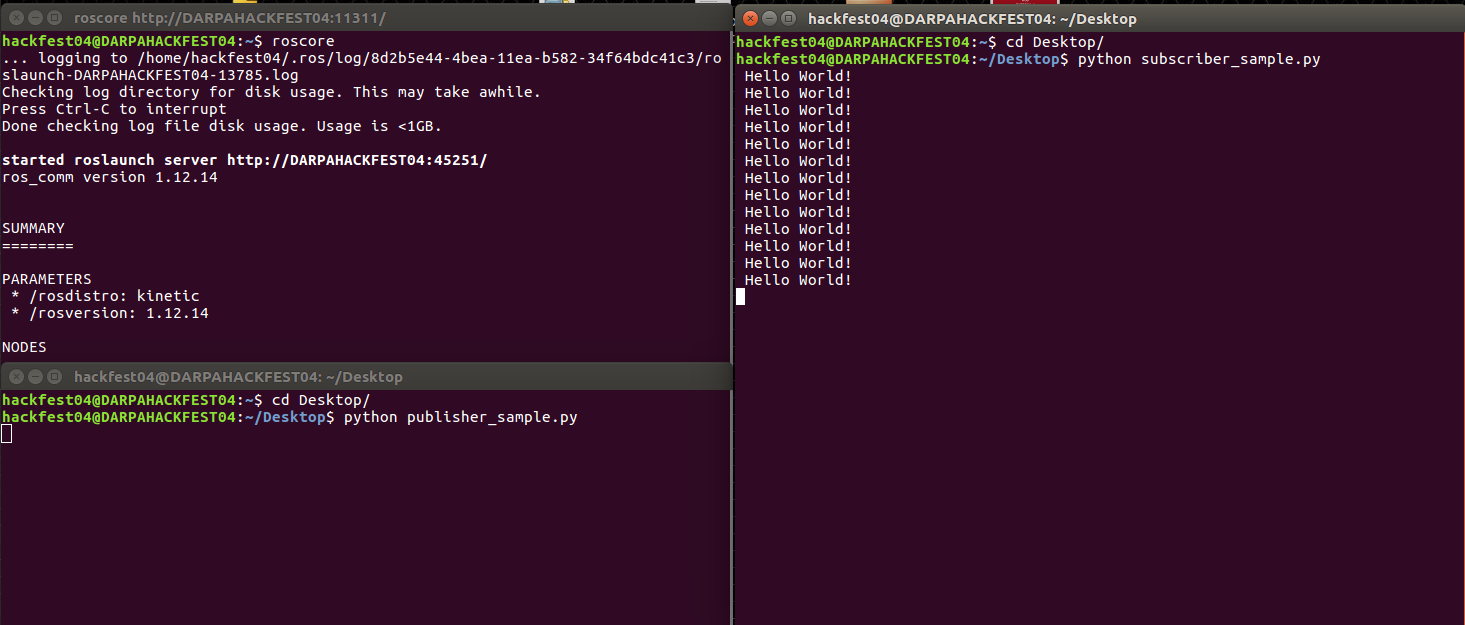 roscore http://DARPAHACKFEST04:11311/
hackfest04@DARPAHACKFEST04:~$ roscore
... logging to /home/hackfest04/.ros/log/8d2b5e44-4bea-11ea-b582-34f64bdc41c3/ro
slaunch-DARPAHACKFEST04-13785.log
Checking log directory for disk usage. This may take awhile.
Press Ctrl-C to interrupt
Done checking log file disk usage. Usage is <1GB.
started roslaunch server http://DARPAHACKFEST04:45251/
ros_comm version 1.12.14
SUMMARY
========
PARAMETERS
 * /rosdistro: kinetic
 * /rosversion: 1.12.14
NODES
hackfest04@DARPAHACKFEST04: ~/Desktop
hackfest04@DARPAHACKFEST04:~$ cd Desktop/
hackfest04@DARPAHACKFEST04:~/Desktop$ python publisher_sample.py
hackfest04@DARPAHACKFEST04: ~/Desktop
hackfest04@DARPAHACKFEST04:~$ cd Desktop/
hackfest04@DARPAHACKFEST04:~/Desktop$ python subscriber_sample.py
 Hello World!
 Hello World!
 Hello World!
 Hello World!
 Hello World!
 Hello World!
 Hello World!
 Hello World!
 Hello World!
 Hello World!
 Hello World!
 Hello World!
 Hello World!